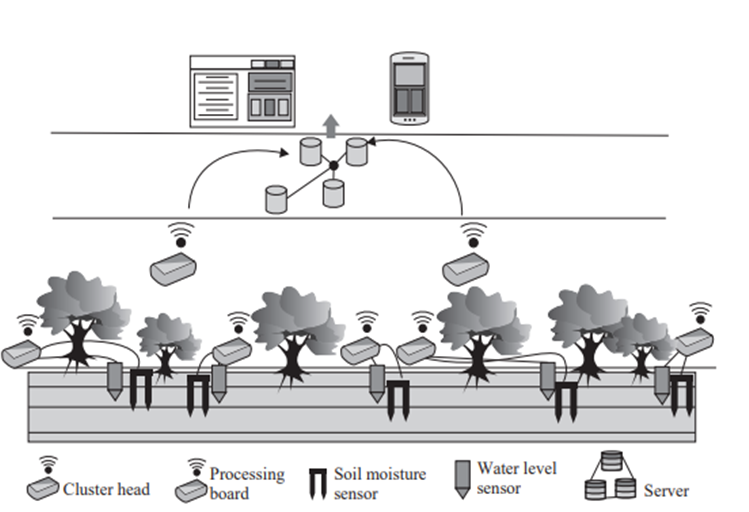 Cluster head
Processing
board
Soil moisture
sensor
Water level
sensor
Server